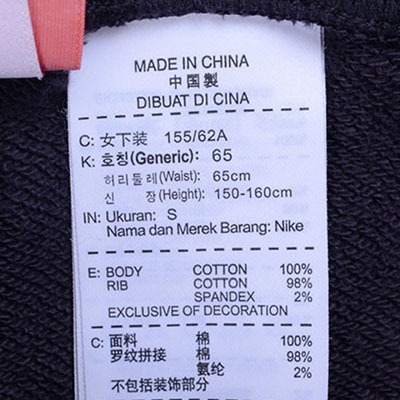 MADE IN CHINA
中国製
DIBUAT DI CINA
C: 女下装 155/62A
K: 호칭(Generic): 65
허리둘레(Waist): 65cm
신 장(Height): 150-160cm
IN: Ukuran: S
Nama dan Merek Barang: Nike
E: BODY COTTON 100%
RIB COTTON 98%
SPANDEX 2%
EXCLUSIVE OF DECORATION
C: 面料 棉 100%
罗纹拼接 棉 98%
氨纶 2%
不包括装饰部分